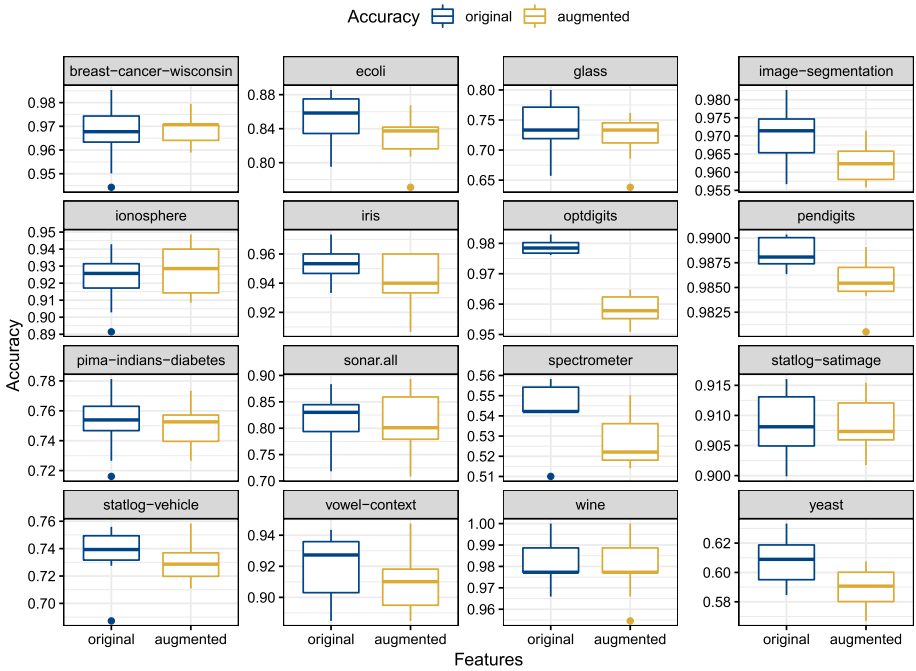 Accuracy original augmented
breast−cancer−wisconsin ecoli glass image−segmentation
0.98 0.97 0.96 0.95
0.88 0.84 0.80
0.80 0.75 0.70 0.65
0.980 0.975 0.970 0.965 0.960 0.955
ionosphere iris optdigits pendigits
0.95 0.94 0.93 0.92 0.91 0.90 0.89
0.96 0.94 0.92
0.98 0.97 0.96 0.95
0.9900 0.9875 0.9850 0.9825
Accuracy
pima−indians−diabetes sonar.all spectrometer statlog−satimage
0.78 0.76 0.74 0.72
0.90 0.85 0.80 0.75 0.70
0.56 0.55 0.54 0.53 0.52 0.51
0.915 0.910 0.905 0.900
statlog−vehicle vowel−context wine yeast
0.76 0.74 0.72 0.70
0.94 0.92 0.90
1.00 0.99 0.98 0.97 0.96
0.62 0.60 0.58
original augmented original augmented original augmented original augmented
Features